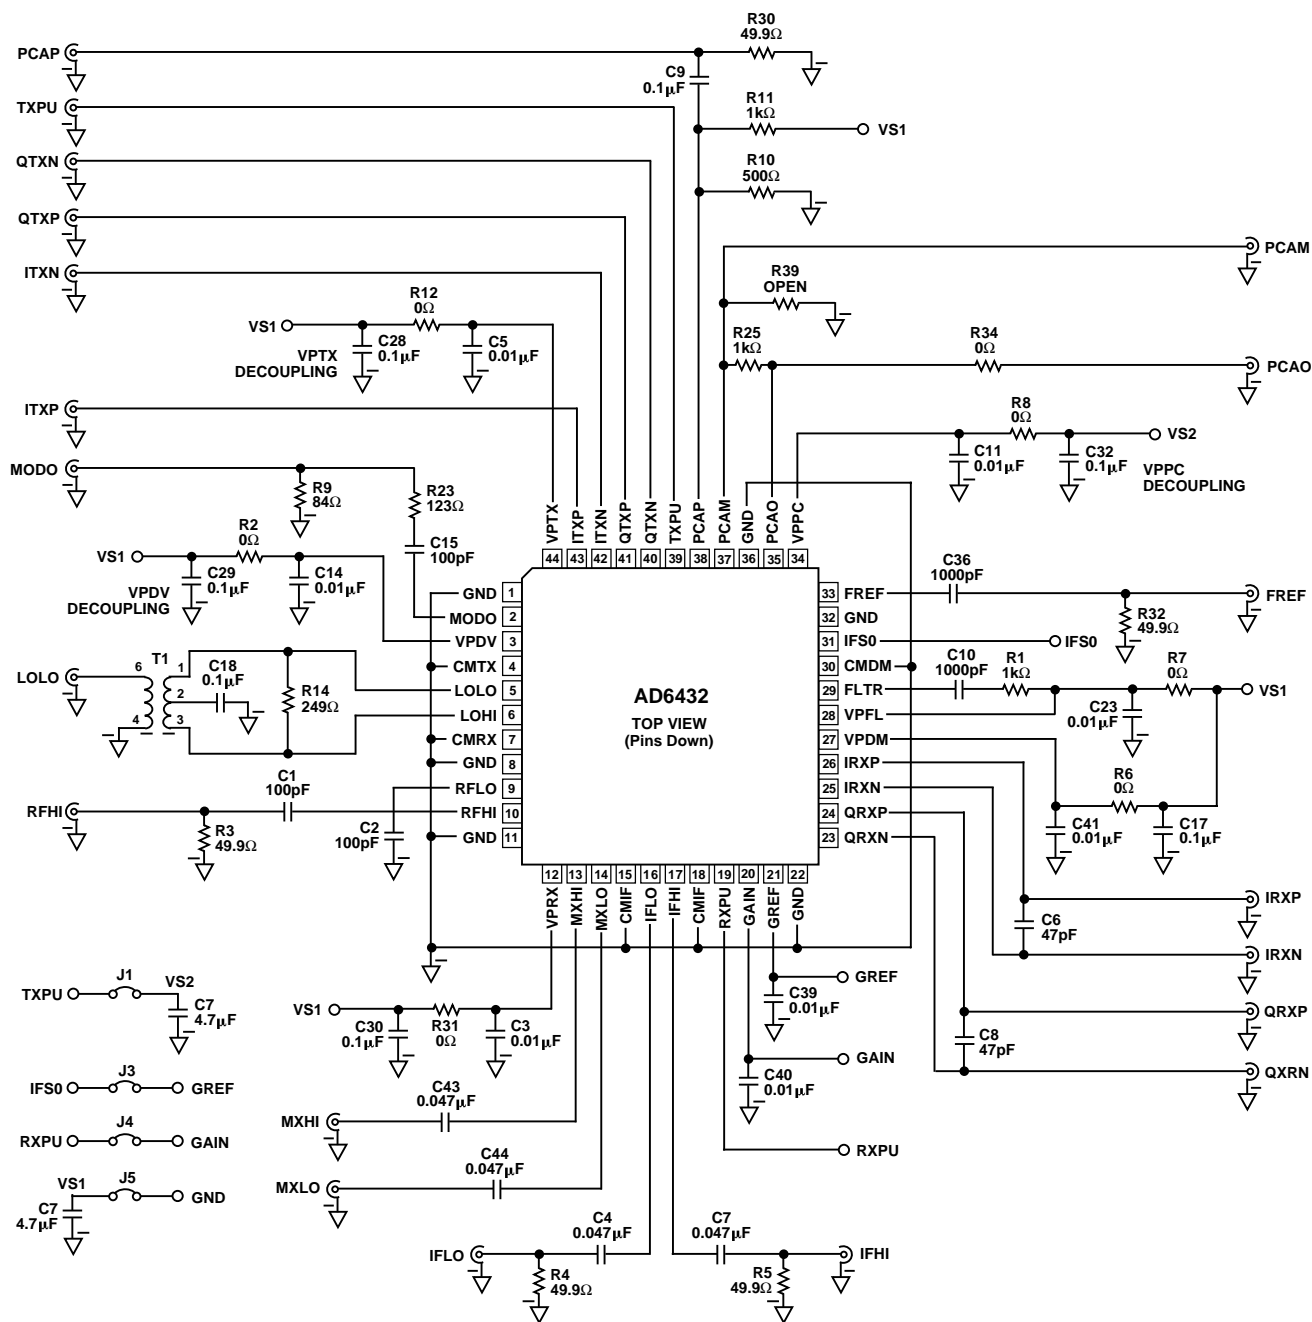 R30
49.9Ω
PCAP
C9
0.1µF
R11
1kΩ
TXPU
VS1
QTXN
R10
500Ω
QTXP
PCAM
ITXN
R39
OPEN
R12
0Ω
VS1
C28
0.1µF
C5
0.01µF
VPTX
DECOUPLING
R25
1kΩ
R34
0Ω
PCAO
ITXP
R8
0Ω
VS2
C11
0.01µF
C32
0.1µF
VPPC
DECOUPLING
MODO
R9
84Ω
R23
123Ω
C15
100pF
R2
0Ω
VS1
C29
0.1µF
C14
0.01µF
VPDV
DECOUPLING
VPTX
ITXP
ITXN
QTXP
QTXN
TXPU
PCAP
PCAM
GND
PCAO
VPPC
44 43 42 41 40 39 38 37 36 35 34
GND 1
MODO 2
VPDV 3
CMTX 4
LOLO 5
LOHI 6
CMRX 7
GND 8
RFLO 9
RFHI 10
GND 11
AD6432
TOP VIEW
(Pins Down)
33 FREF
32 GND
31 IFS0
30 CMDM
29 FLTR
28 VPFL
27 VPDM
26 IRXP
25 IRXN
24 QRXP
23 QRXN
C36
1000pF
FREF
R32
49.9Ω
IFS0
C10
1000pF
R1
1kΩ
R7
0Ω
VS1
C23
0.01µF
R6
0Ω
C41
0.01µF
C17
0.1µF
LOLO
T1
6
4
1
2
3
C18
0.1µF
R14
249Ω
RFHI
C1
100pF
R3
49.9Ω
C2
100pF
12 13 14 15 16 17 18 19 20 21 22
VPRX
MXHI
MXLO
CMIF
IFLO
IFHI
CMIF
RXPU
GAIN
GREF
GND
IRXP
C6
47pF
IRXN
QRXP
C8
47pF
QXRN
GREF
C39
0.01µF
GAIN
C40
0.01µF
RXPU
VS1
C30
0.1µF
R31
0Ω
C3
0.01µF
TXPU
J1
VS2
C7
4.7µF
IFS0
J3
GREF
RXPU
J4
GAIN
VS1
J5
GND
C7
4.7µF
C43
0.047µF
MXHI
C44
0.047µF
MXLO
C4
0.047µF
IFLO
R4
49.9Ω
C7
0.047µF
IFHI
R5
49.9Ω